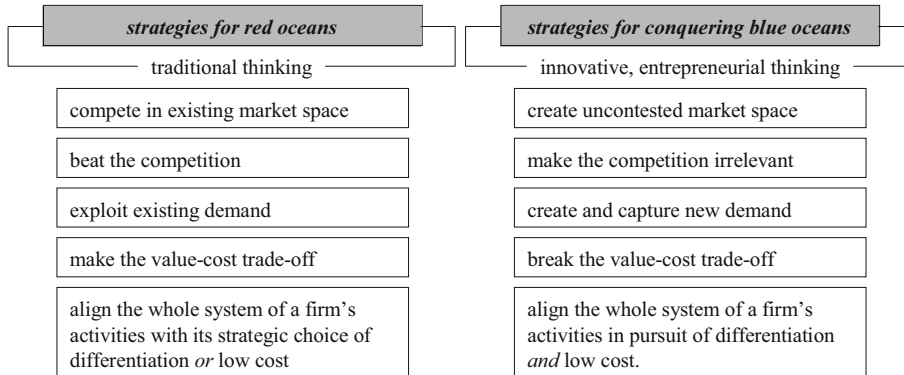 strategies for red oceans
traditional thinking
compete in existing market space
beat the competition
exploit existing demand
make the value-cost trade-off
align the whole system of a firm's
activities with its strategic choice of
differentiation or low cost
strategies for conquering blue oceans
innovative, entrepreneurial thinking
create uncontested market space
make the competition irrelevant
create and capture new demand
break the value-cost trade-off
align the whole system of a firm's
activities in pursuit of differentiation
and low cost.